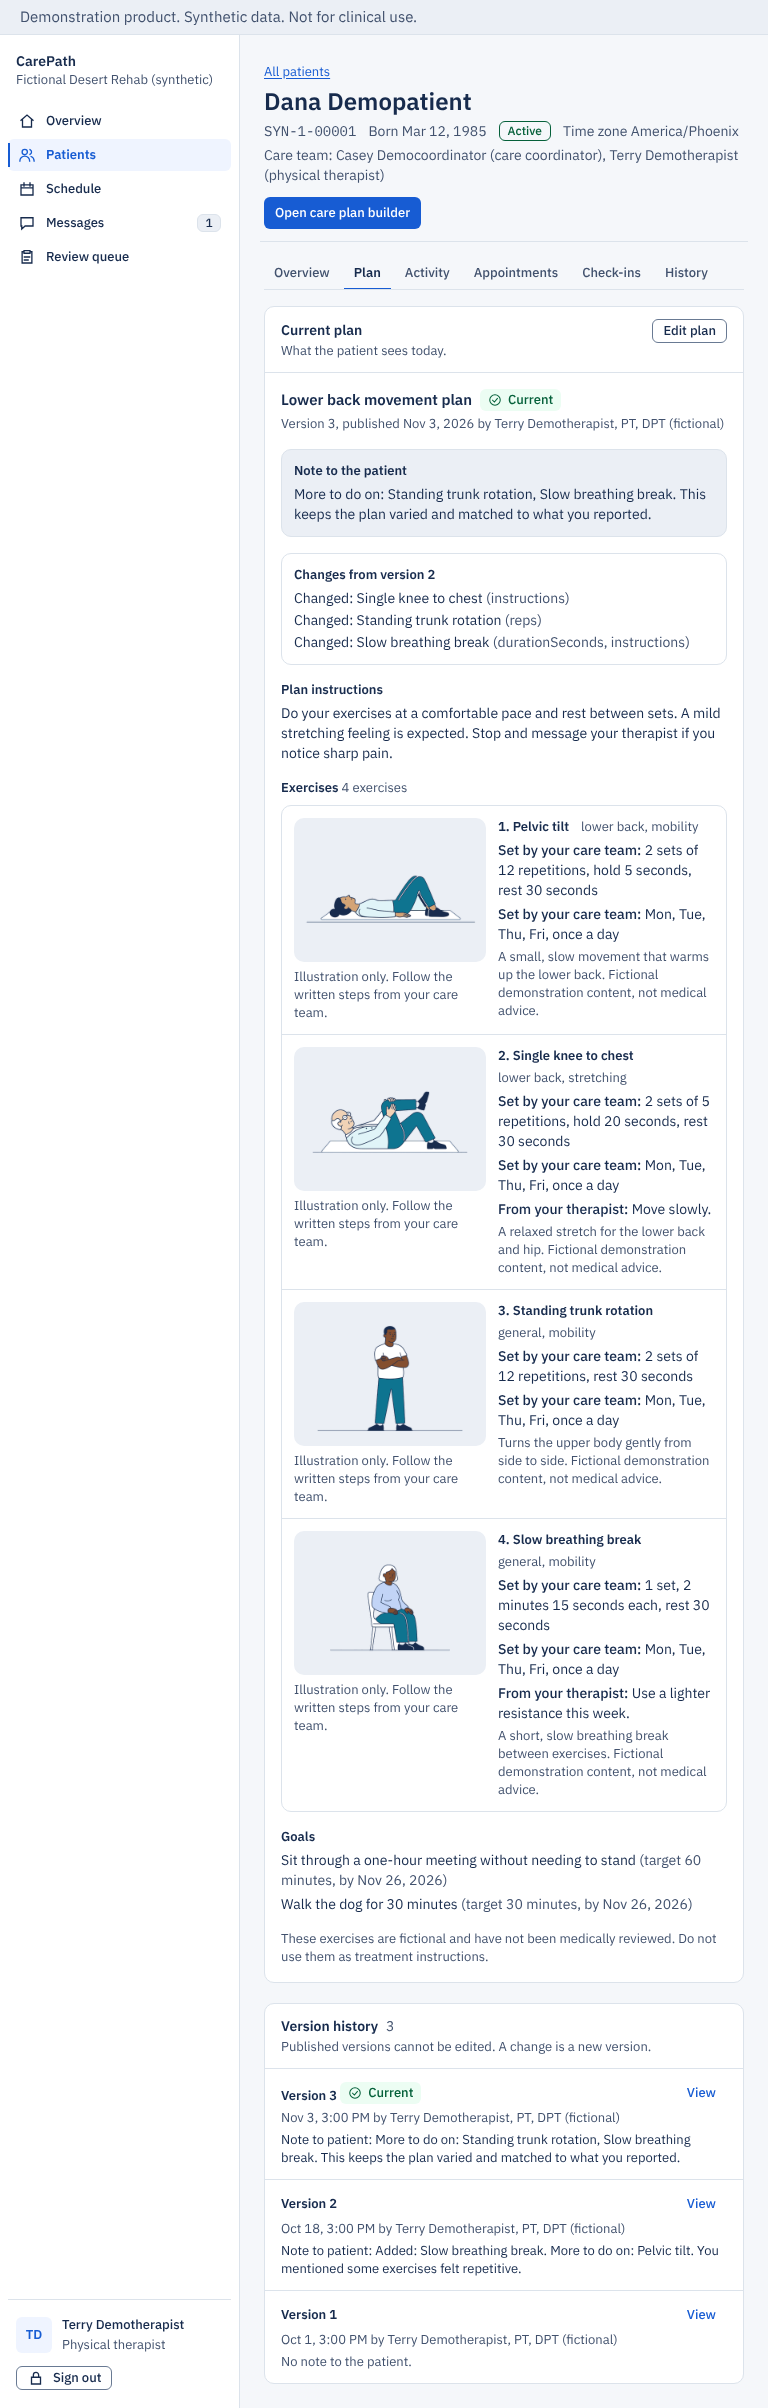 Demonstration product. Synthetic data. Not for clinical use.
CarePath
Fictional Desert Rehab (synthetic)
Overview
Patients
Schedule
Messages 1
Review queue
All patients
Dana Demopatient
SYN-1-00001 Born Mar 12, 1985 Active Time zone America/Phoenix
Care team: Casey Democoordinator (care coordinator), Terry Demotherapist
(physical therapist)
Open care plan builder
Overview Plan Activity Appointments Check-ins History
Current plan
Edit plan
What the patient sees today.
Lower back movement plan Current
Version 3, published Nov 3, 2026 by Terry Demotherapist, PT, DPT (fictional)
Note to the patient
More to do on: Standing trunk rotation, Slow breathing break. This
keeps the plan varied and matched to what you reported.
Changes from version 2
Changed: Single knee to chest (instructions)
Changed: Standing trunk rotation (reps)
Changed: Slow breathing break (durationSeconds, instructions)
Plan instructions
Do your exercises at a comfortable pace and rest between sets. A mild
stretching feeling is expected. Stop and message your therapist if you
notice sharp pain.
Exercises 4 exercises
Illustration only. Follow the
written steps from your care
team.
1. Pelvic tilt lower back, mobility
Set by your care team: 2 sets of
12 repetitions, hold 5 seconds,
rest 30 seconds
Set by your care team: Mon, Tue,
Thu, Fri, once a day
A small, slow movement that warms
up the lower back. Fictional
demonstration content, not medical
advice.
Illustration only. Follow the
written steps from your care
team.
2. Single knee to chest
lower back, stretching
Set by your care team: 2 sets of 5
repetitions, hold 20 seconds, rest
30 seconds
Set by your care team: Mon, Tue,
Thu, Fri, once a day
From your therapist: Move slowly.
A relaxed stretch for the lower back
and hip. Fictional demonstration
content, not medical advice.
Illustration only. Follow the
written steps from your care
team.
3. Standing trunk rotation
general, mobility
Set by your care team: 2 sets of
12 repetitions, rest 30 seconds
Set by your care team: Mon, Tue,
Thu, Fri, once a day
Turns the upper body gently from
side to side. Fictional demonstration
content, not medical advice.
Illustration only. Follow the
written steps from your care
team.
4. Slow breathing break
general, mobility
Set by your care team: 1 set, 2
minutes 15 seconds each, rest 30
seconds
Set by your care team: Mon, Tue,
Thu, Fri, once a day
From your therapist: Use a lighter
resistance this week.
A short, slow breathing break
between exercises. Fictional
demonstration content, not medical
advice.
Goals
Sit through a one-hour meeting without needing to stand (target 60
minutes, by Nov 26, 2026)
Walk the dog for 30 minutes (target 30 minutes, by Nov 26, 2026)
These exercises are fictional and have not been medically reviewed. Do not
use them as treatment instructions.
Version history 3
Published versions cannot be edited. A change is a new version.
Version 3 Current View
Nov 3, 3:00 PM by Terry Demotherapist, PT, DPT (fictional)
Note to patient: More to do on: Standing trunk rotation, Slow breathing
break. This keeps the plan varied and matched to what you reported.
Version 2 View
Oct 18, 3:00 PM by Terry Demotherapist, PT, DPT (fictional)
Note to patient: Added: Slow breathing break. More to do on: Pelvic tilt. You
mentioned some exercises felt repetitive.
Version 1 View
Oct 1, 3:00 PM by Terry Demotherapist, PT, DPT (fictional)
No note to the patient.
TD
Terry Demotherapist
Physical therapist
Sign out